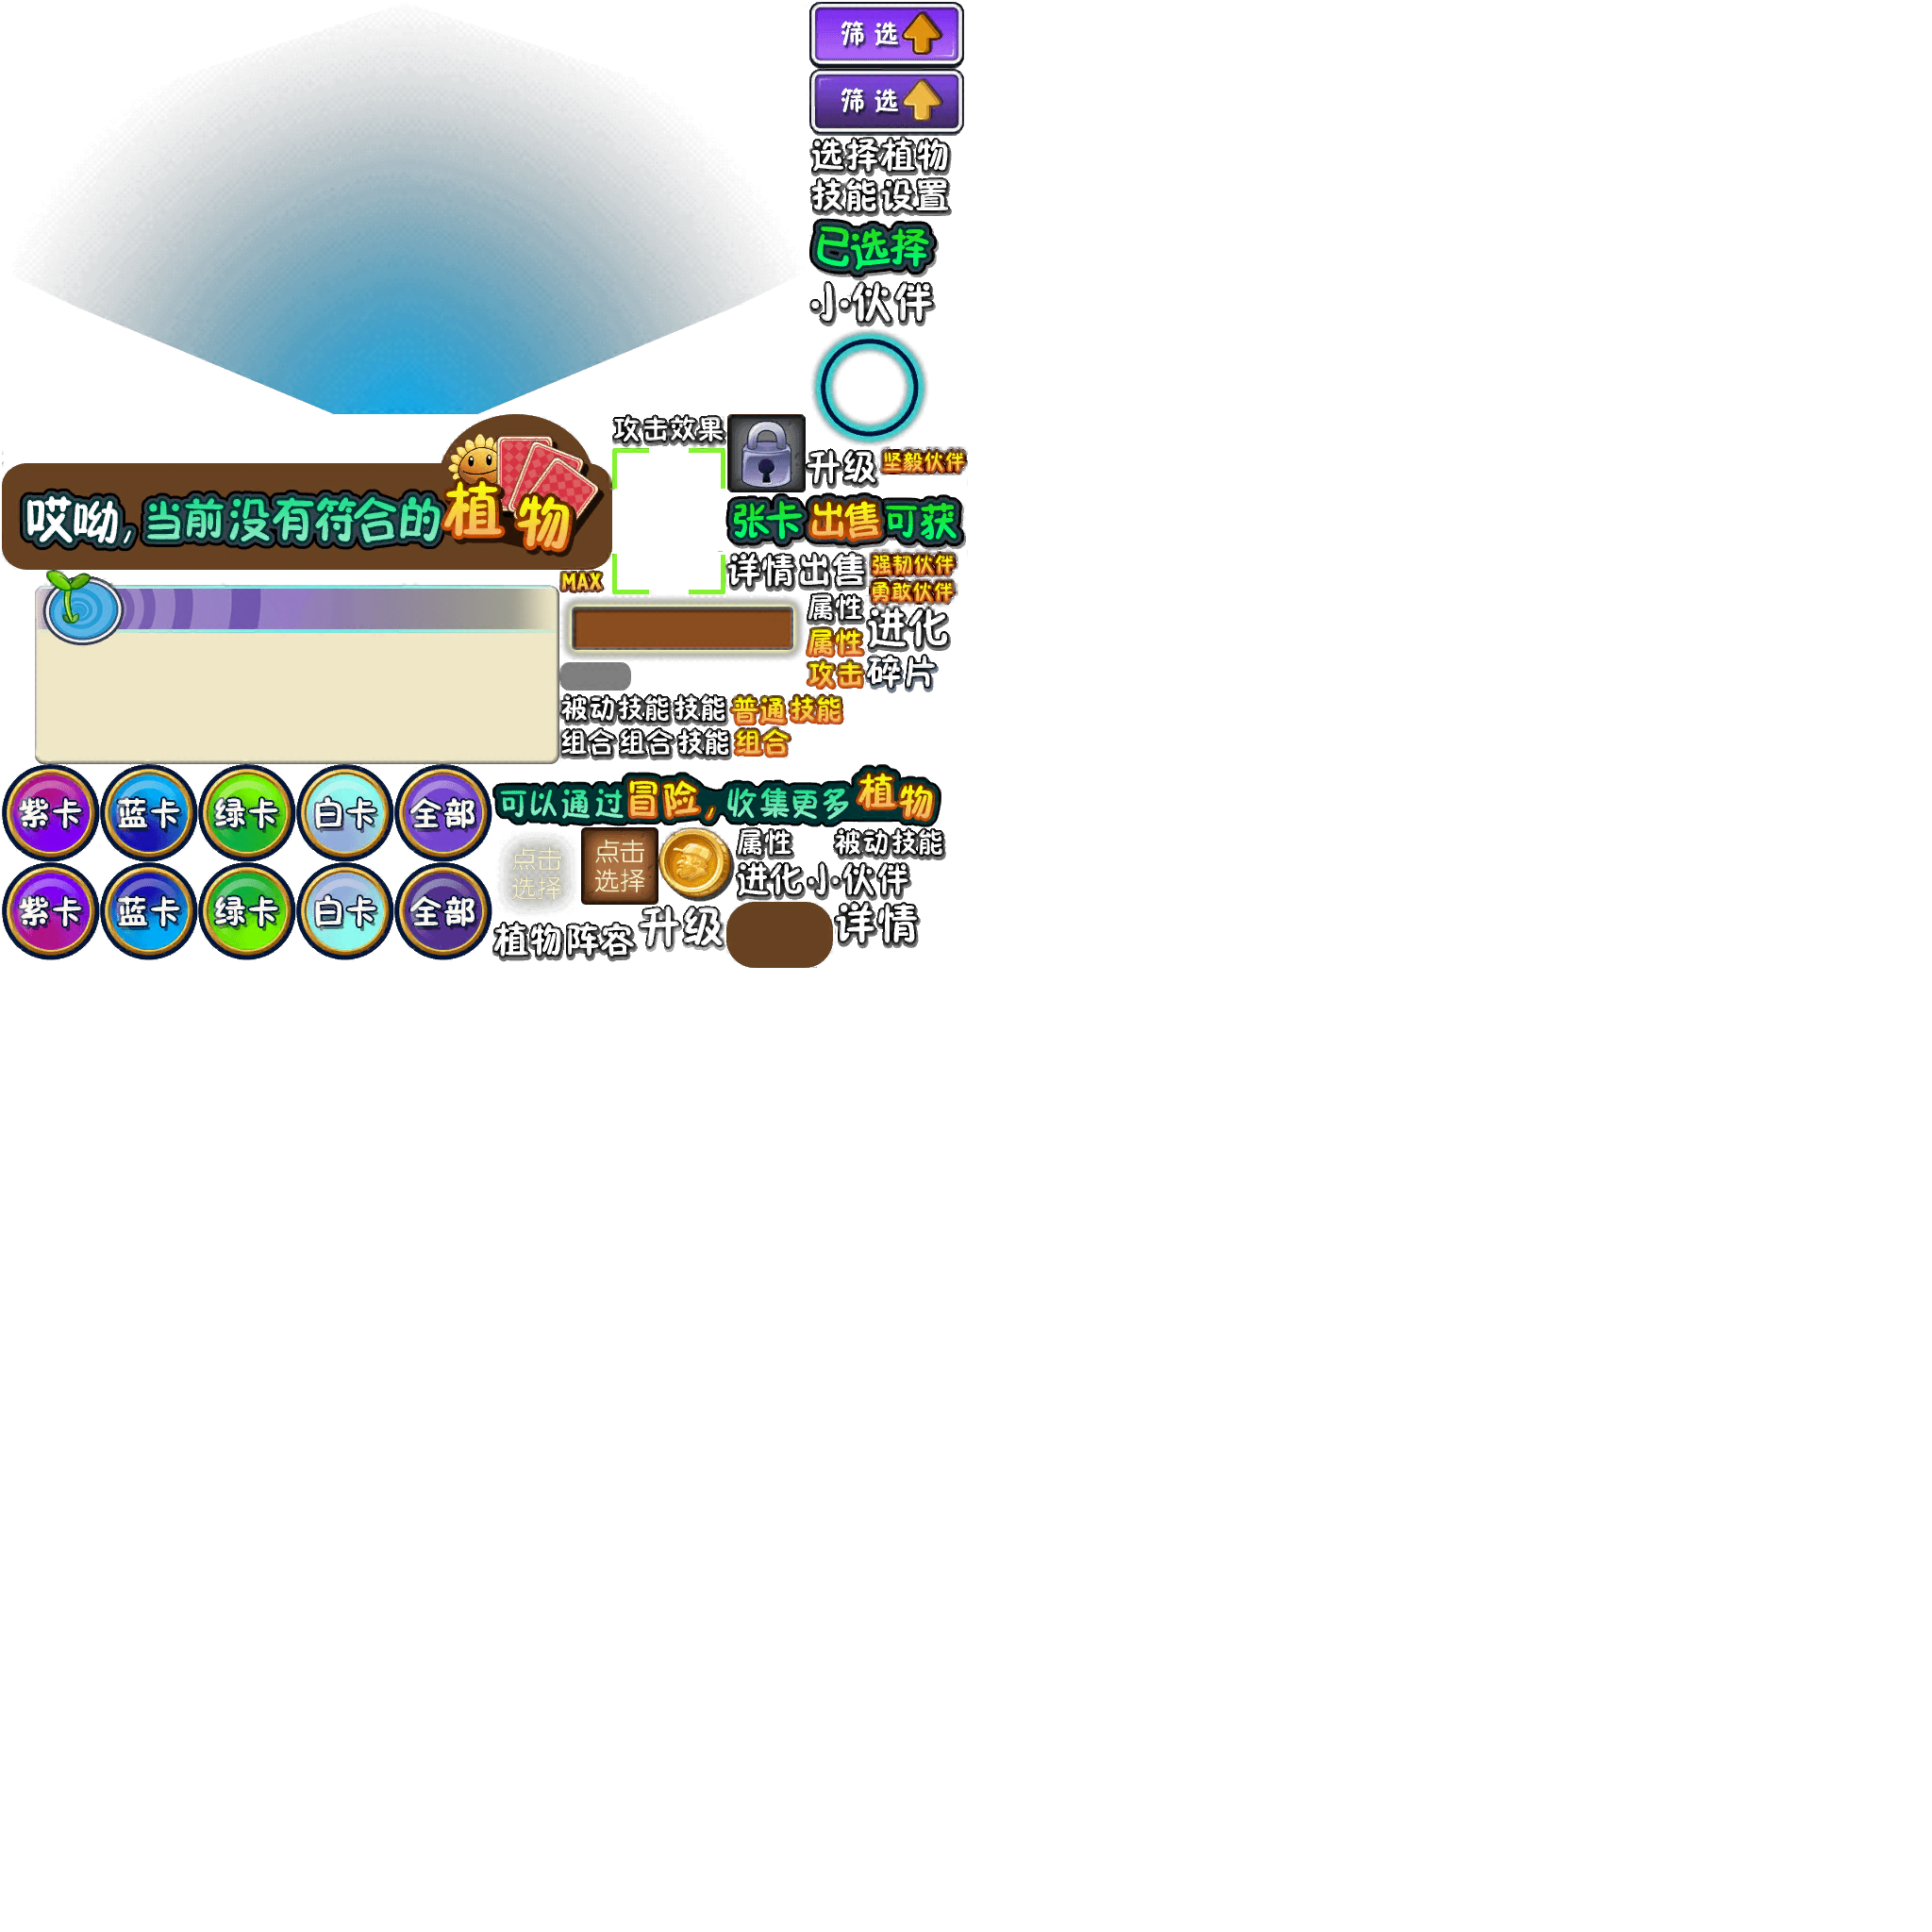 筛 选
筛 选
选择植物
技能设置
已选择
小伙伴
攻击效果
升级
坚毅伙伴
哎呦,当前没有符合的植物
张卡出售可获
详情出售
强韧伙伴
勇敢伙伴
MAX
属性
进化
属性
攻击
碎片
被动技能技能普通技能
组合组合技能组合
紫卡
蓝卡
绿卡
白卡
全部
可以通过冒险,收集更多植物
点击
选择
点击
选择
属性
被动技能
进化小伙伴
紫卡
蓝卡
绿卡
白卡
全部
植物阵容
升级
详情